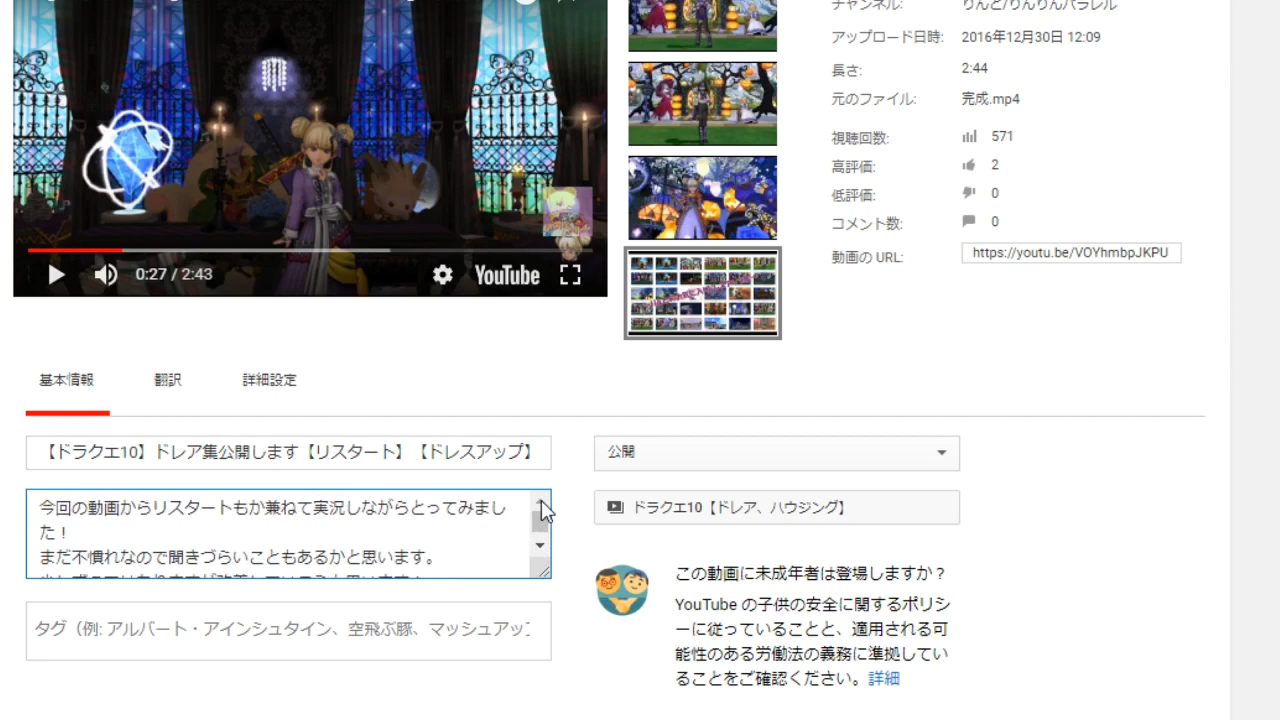 チャンネル: りんご/りんりんパラレル
アップロード日時: 2016年12月30日 12:09
長さ: 2:44
元のファイル: 完成.mp4
視聴回数: 571
高評価: 2
低評価: 0
コメント数: 0
動画の URL: https://youtu.be/VOYhmbpJKPU
0:27 / 2:43
YouTube
基本情報 翻訳 詳細設定
【ドラクエ10】ドレア集公開します【リスタート】【ドレスアップ】
公開
今回の動画からリスタートもか兼ねて実況しながらとってみまし
た！
まだ不慣れなので聞きづらいこともあるかと思います。
ドラクエ10【ドレア、ハウジング】
タグ（例: アルバート・アインシュタイン、空飛ぶ豚、マッシュアッ
この動画に未成年者は登場しますか？
YouTube の子供の安全に関するポリシ
ーに従っていることと、適用される可
能性のある労働法の義務に準拠してい
ることをご確認ください。詳細